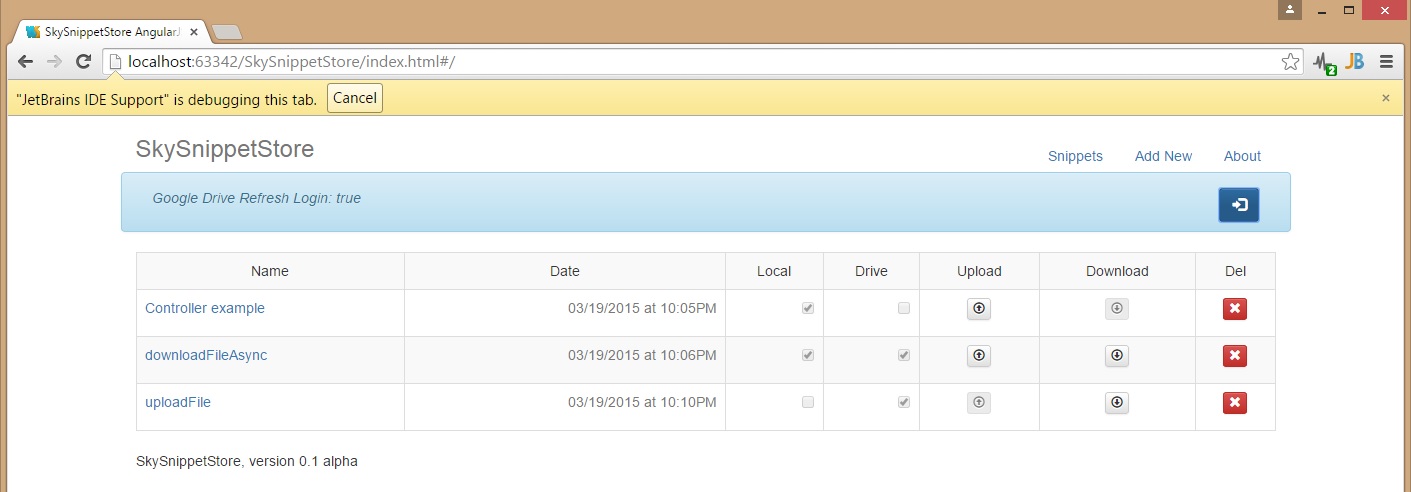 SkySnippetStore AngularJ
localhost:63342/SkySnippetStore/index.html#/
2
JB
"JetBrains IDE Support" is debugging this tab. Cancel
SkySnippetStore
Snippets Add New About
Google Drive Refresh Login: true
Name Date Local Drive Upload Download Del
Controller example 03/19/2015 at 10:05PM
downloadFileAsync 03/19/2015 at 10:06PM
uploadFile 03/19/2015 at 10:10PM
SkySnippetStore, version 0.1 alpha